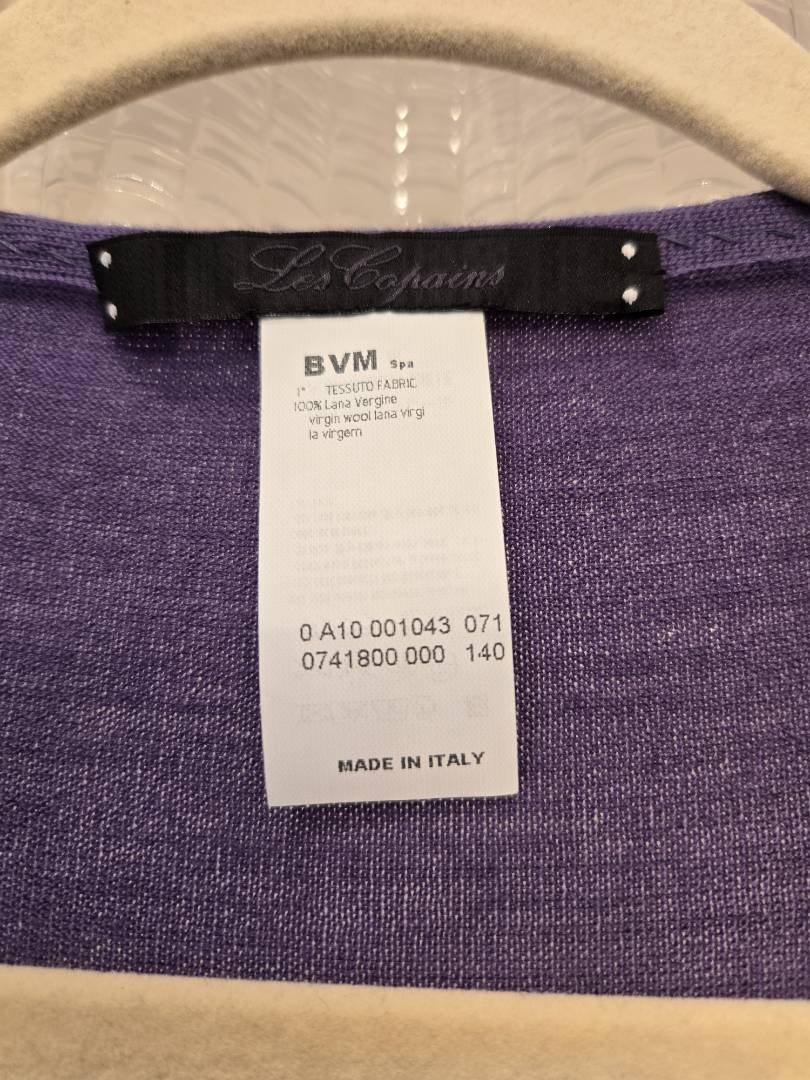 Les Copains
BVM Spa
1° TESSUTO FABRIC
100% Lana Vergine
virgin wool lana virgi
la virgem
0 A10 001043 071
0741800 000 140
MADE IN ITALY